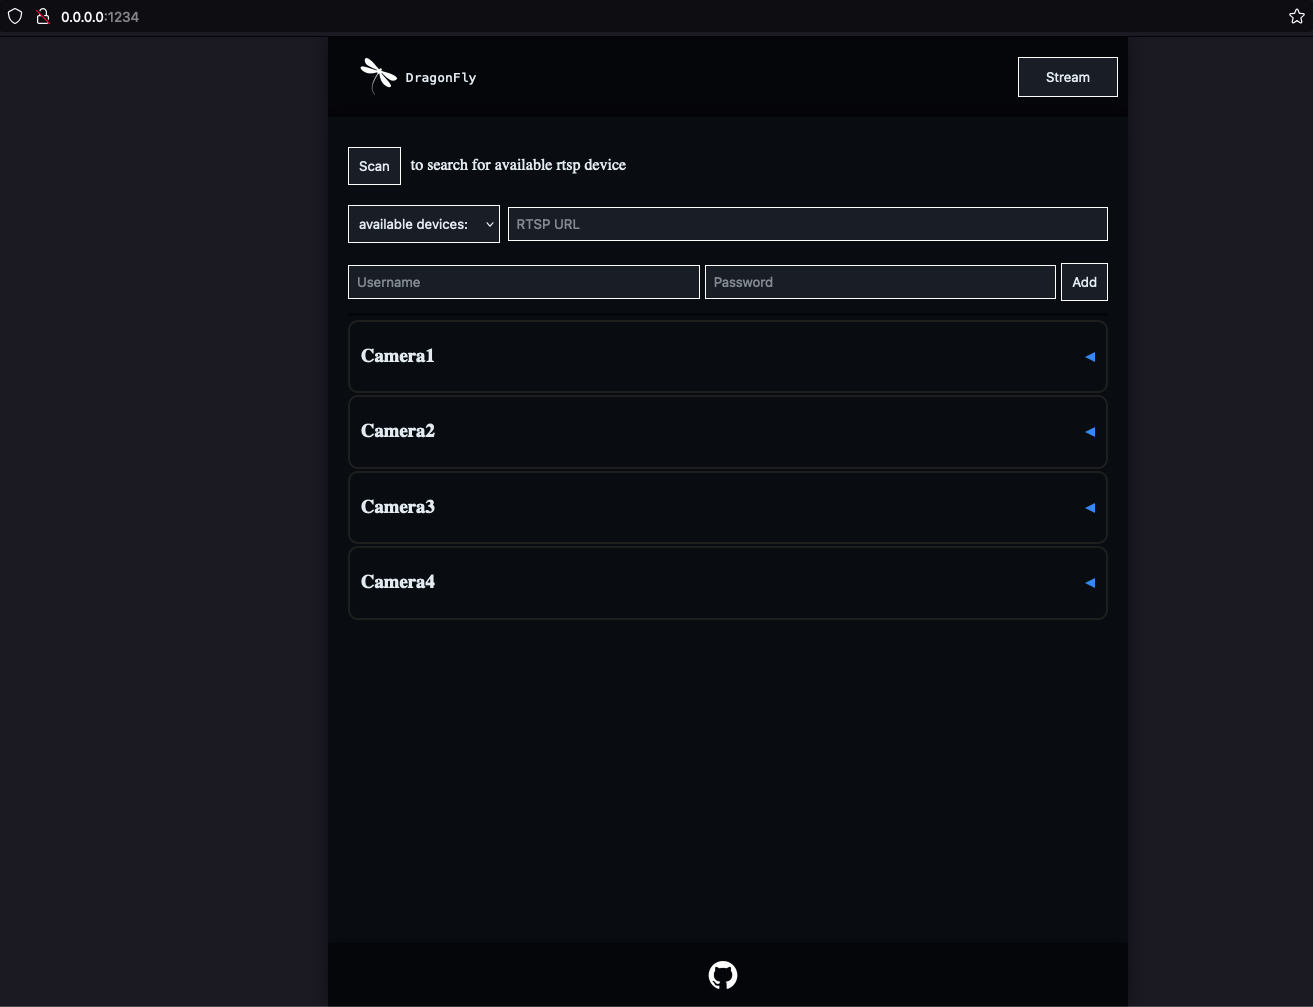 0.0.0.0:1234
DragonFly
Stream
Scan to search for available rtsp device
available devices: RTSP URL
Username Password Add
Camera1
Camera2
Camera3
Camera4